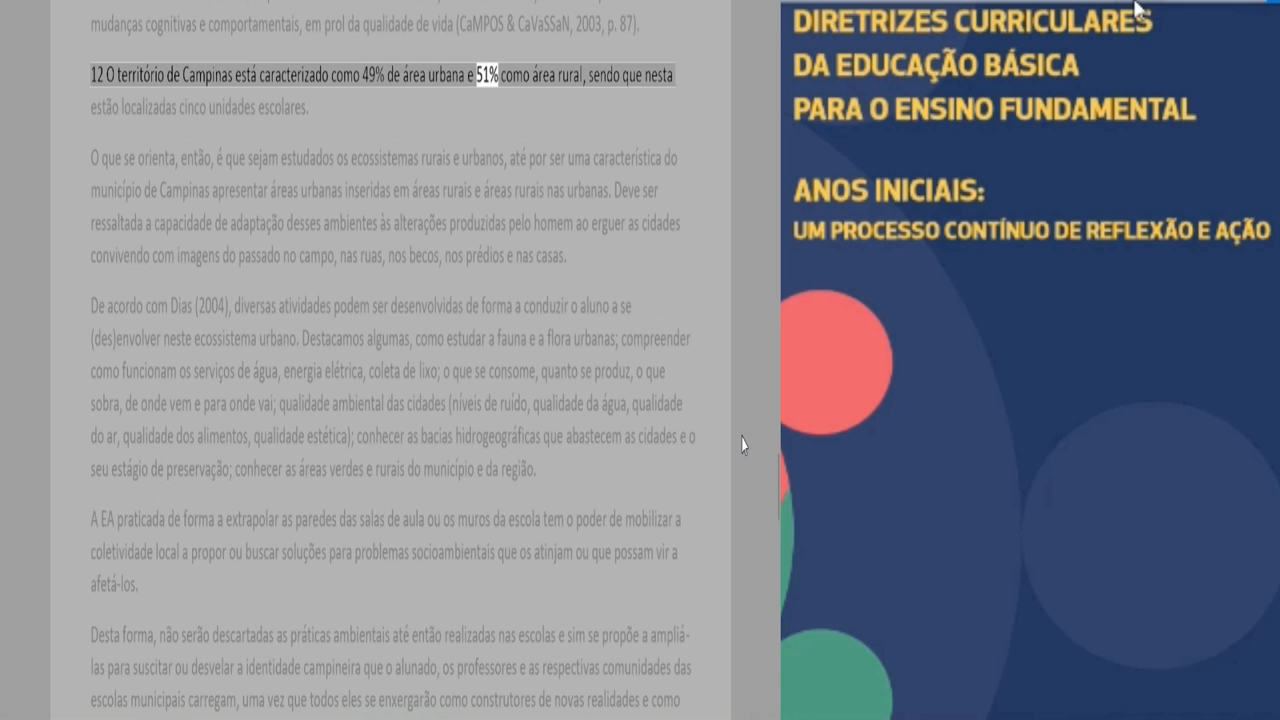 mudanças cognitivas e comportamentais, em prol da qualidade de vida (CaMPOS & CaVaSSaN, 2003, p. 87).
12 O território de Campinas está caracterizado como 49% de área urbana e 51% como área rural, sendo que nesta
estão localizadas cinco unidades escolares.
O que se orienta, então, é que sejam estudados os ecossistemas rurais e urbanos, até por ser uma característica do
município de Campinas apresentar áreas urbanas inseridas em áreas rurais e áreas rurais nas urbanas. Deve ser
ressaltada a capacidade de adaptação desses ambientes às alterações produzidas pelo homem ao erguer as cidades
convivendo com imagens do passado no campo, nas ruas, nos becos, nos prédios e nas casas.
De acordo com Dias (2004), diversas atividades podem ser desenvolvidas de forma a conduzir o aluno a se
(des)envolver neste ecossistema urbano. Destacamos algumas, como estudar a fauna e a flora urbanas; compreender
como funcionam os serviços de água, energia elétrica, coleta de lixo; o que se consome, quanto se produz, o que
sobra, de onde vem e para onde vai; qualidade ambiental das cidades (níveis de ruído, qualidade da água, qualidade
do ar, qualidade dos alimentos, qualidade estética); conhecer as bacias hidrogeográficas que abastecem as cidades e o
seu estágio de preservação; conhecer as áreas verdes e rurais do município e da região.
A EA praticada de forma a extrapolar as paredes das salas de aula ou os muros da escola tem o poder de mobilizar a
coletividade local a propor ou buscar soluções para problemas socioambientais que os atinjam ou que possam vir a
afetá-los.
Desta forma, não serão descartadas as práticas ambientais até então realizadas nas escolas e sim se propõe a ampliá-
las para suscitar ou desvelar a identidade campineira que o alunado, os professores e as respectivas comunidades das
escolas municipais carregam, uma vez que todos eles se enxergarão como construtores de novas realidades e como
DIRETRIZES CURRICULARES
DA EDUCAÇÃO BÁSICA
PARA O ENSINO FUNDAMENTAL
ANOS INICIAIS:
UM PROCESSO CONTÍNUO DE REFLEXÃO E AÇÃO